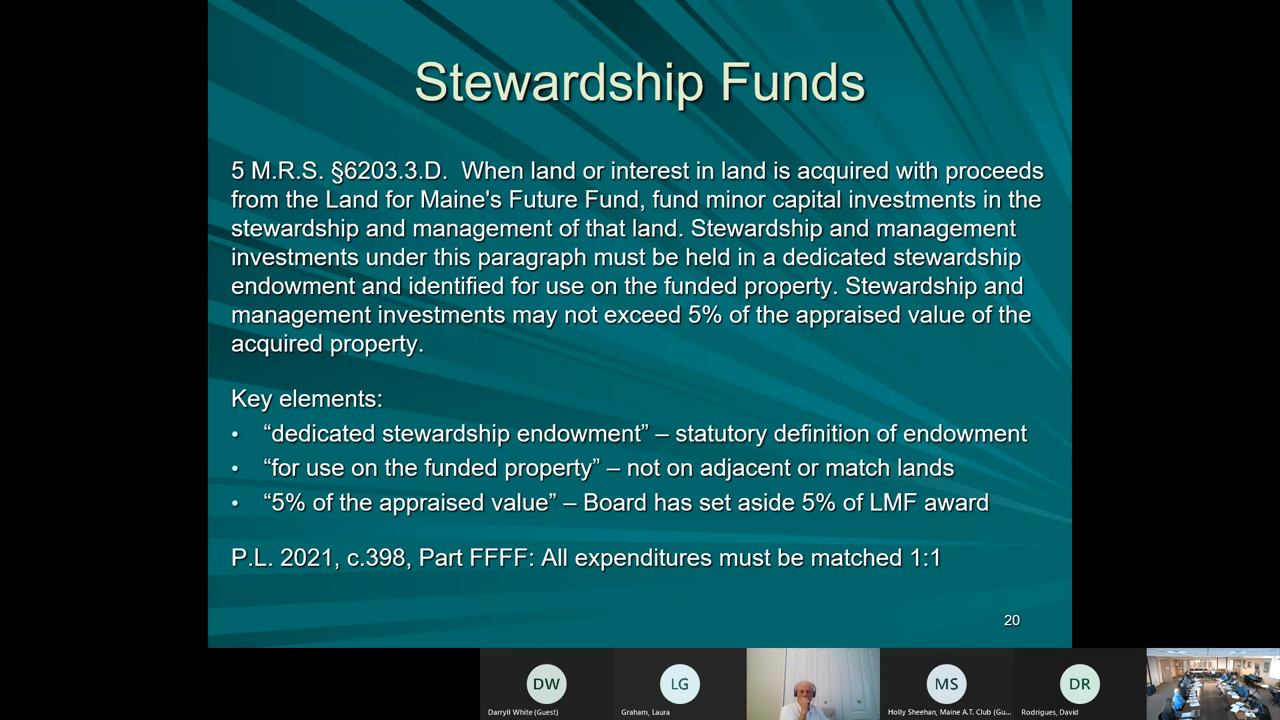 Stewardship Funds
5 M.R.S. §6203.3.D.  When land or interest in land is acquired with proceeds
from the Land for Maine's Future Fund, fund minor capital investments in the
stewardship and management of that land. Stewardship and management
investments under this paragraph must be held in a dedicated stewardship
endowment and identified for use on the funded property. Stewardship and
management investments may not exceed 5% of the appraised value of the
acquired property.
Key elements:
• “dedicated stewardship endowment” – statutory definition of endowment
• “for use on the funded property” – not on adjacent or match lands
• “5% of the appraised value” – Board has set aside 5% of LMF award
P.L. 2021, c.398, Part FFFF: All expenditures must be matched 1:1
20
DW
LG
MS
DR
Darryll White (Guest)
Graham, Laura
Holly Sheehan, Maine A.T. Club (Gu...
Rodrigues, David